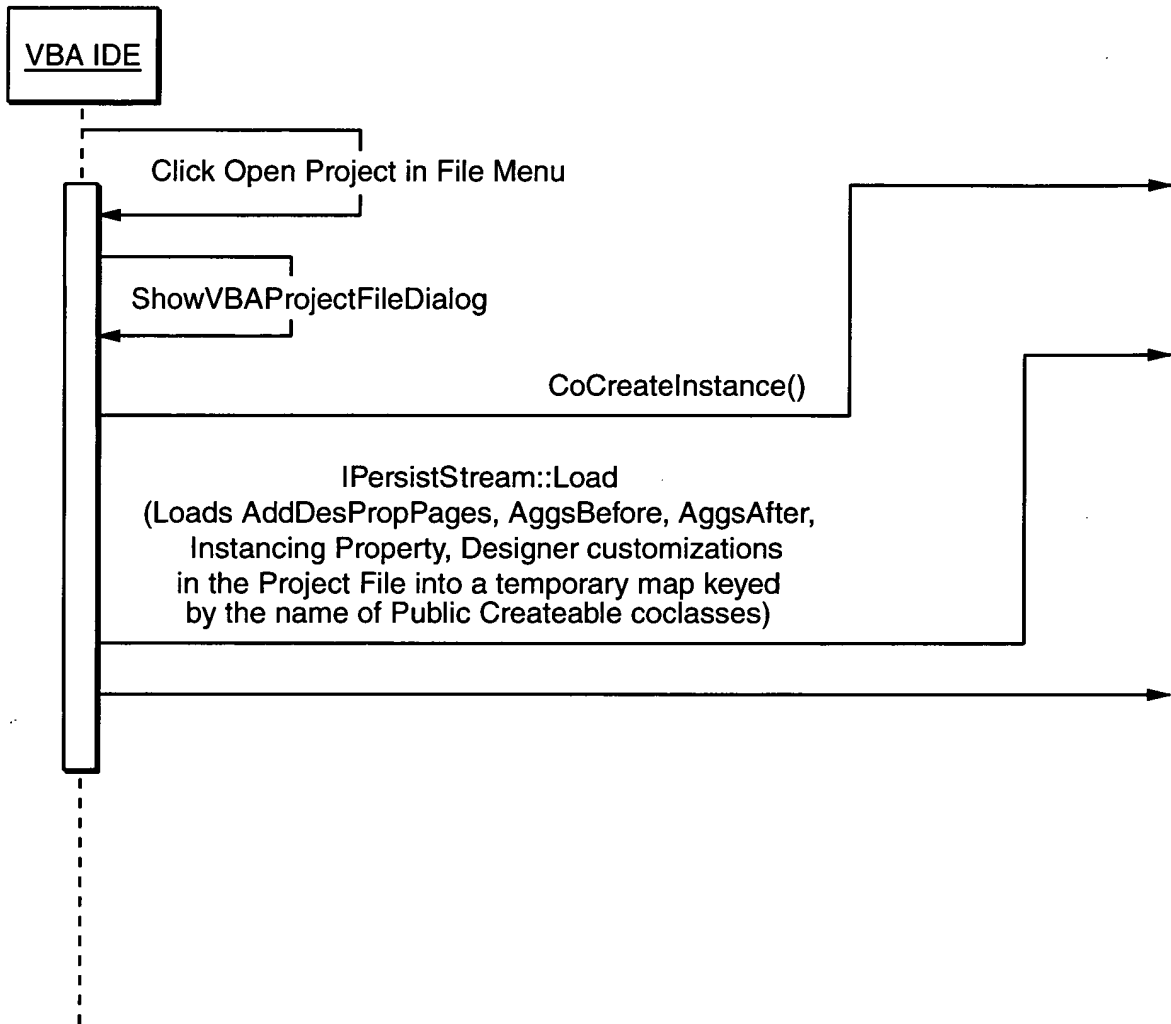 VBA IDE
Click Open Project in File Menu
ShowVBAProjectFileDialog
CoCreateInstance()
IPersistStream::Load
(Loads AddDesPropPages, AggsBefore, AggsAfter,
Instancing Property, Designer customizations
in the Project File into a temporary map keyed
by the name of Public Createable coclasses)